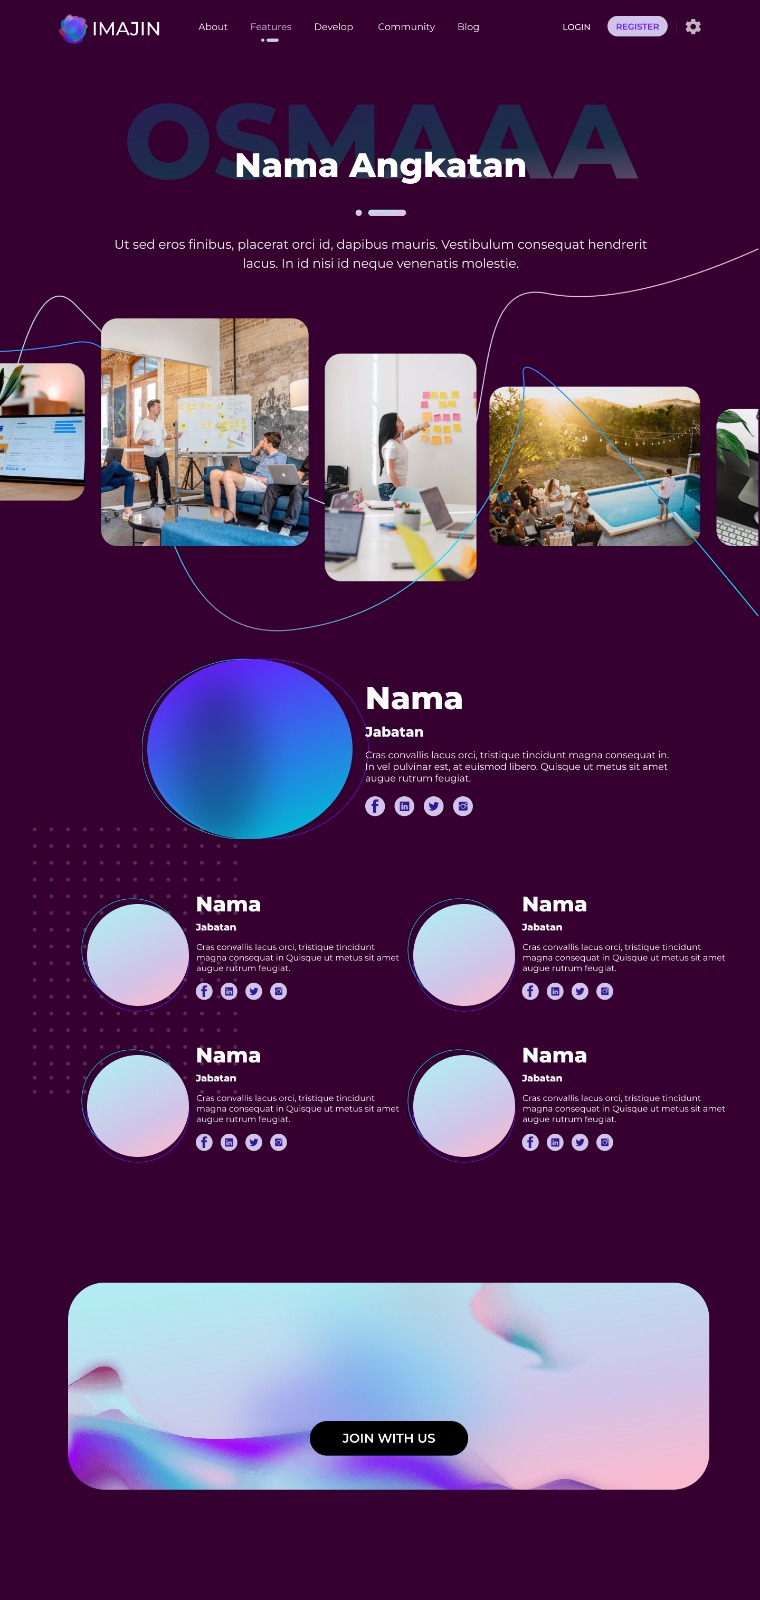 IMAJIN
About Features Develop Community Blog LOGIN REGISTER
OSMAAA
Nama Angkatan
Ut sed eros finibus, placerat orci id, dapibus mauris. Vestibulum consequat hendrerit
lacus. In id nisi id neque venenatis molestie.
Nama
Jabatan
Cras convallis lacus orci, tristique tincidunt magna consequat in.
In vel pulvinar est, at euismod libero. Quisque ut metus sit amet
augue rutrum feugiat.
Nama
Jabatan
Cras convallis lacus orci, tristique tincidunt
magna consequat in Quisque ut metus sit amet
augue rutrum feugiat.
Nama
Jabatan
Cras convallis lacus orci, tristique tincidunt
magna consequat in Quisque ut metus sit amet
augue rutrum feugiat.
Nama
Jabatan
Cras convallis lacus orci, tristique tincidunt
magna consequat in Quisque ut metus sit amet
augue rutrum feugiat.
Nama
Jabatan
Cras convallis lacus orci, tristique tincidunt
magna consequat in Quisque ut metus sit amet
augue rutrum feugiat.
JOIN WITH US